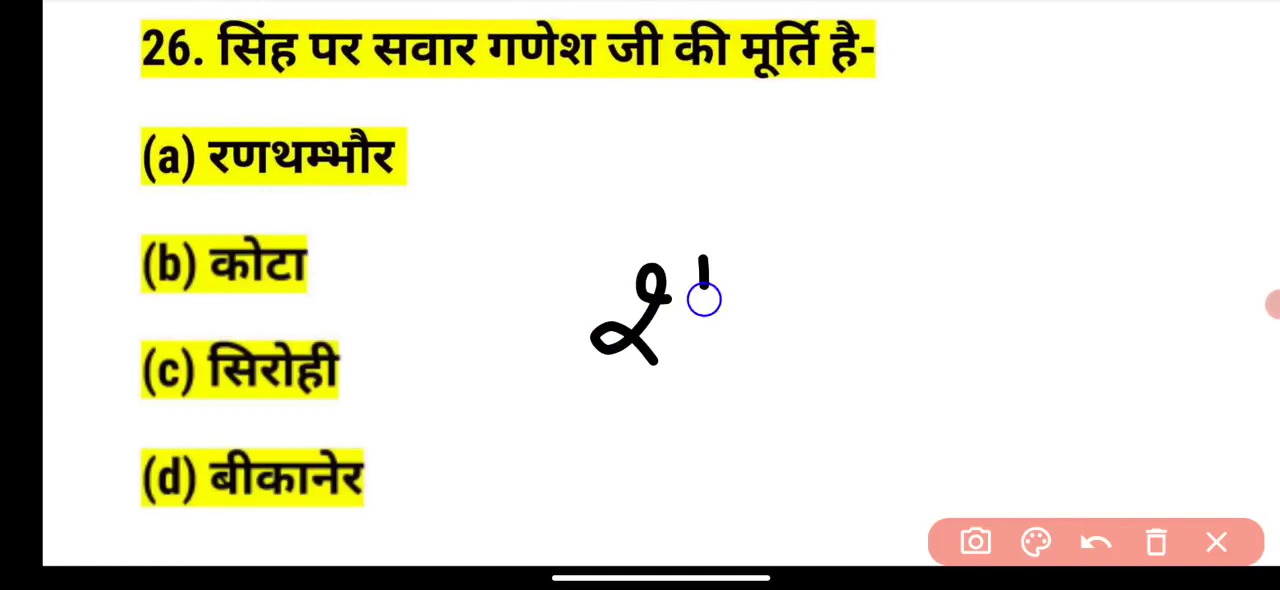 26. सिंह पर सवार गणेश जी की मूर्ति है-
(a) रणथम्भौर
(b) कोटा
(c) सिरोही
(d) बीकानेर